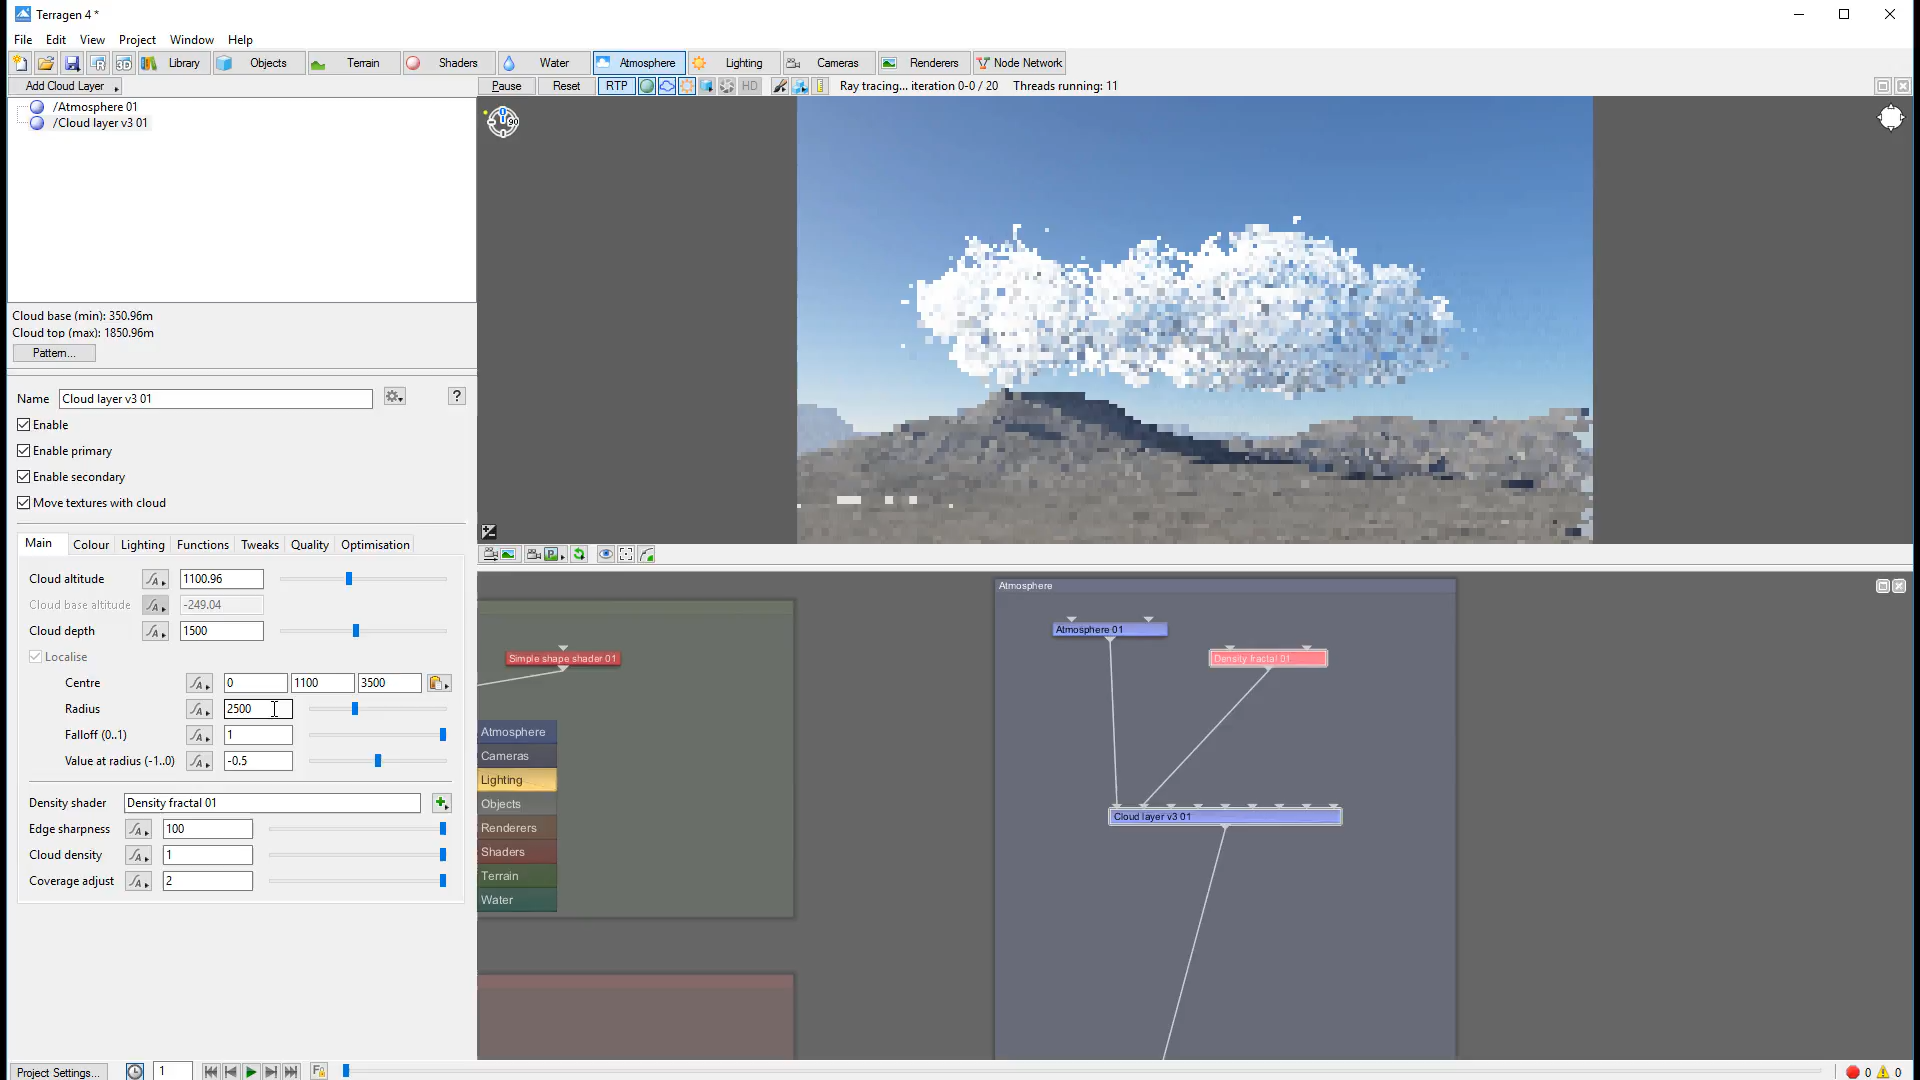 Terragen 4 *
File Edit View Project Window Help
Library Objects Terrain Shaders Water Atmosphere Lighting Cameras Renderers Node Network
Add Cloud Layer Pause Reset RTP HD Ray tracing... iteration 0-0 / 20 Threads running: 11
/Atmosphere 01
/Cloud layer v3 01
Cloud base (min): 350.96m
Cloud top (max): 1850.96m
Pattern...
Name Cloud layer v3 01 ?
Enable
Enable primary
Enable secondary
Move textures with cloud
Main Colour Lighting Functions Tweaks Quality Optimisation
Cloud altitude 1100.96
Cloud base altitude -249.04
Cloud depth 1500
Localise
Centre 0 1100 3500
Radius 2500
Falloff (0..1) 1
Value at radius (-1..0) -0.5
Density shader Density fractal 01
Edge sharpness 100
Cloud density 1
Coverage adjust 2
Atmosphere
Atmosphere 01
Simple shape shader 01
Density fractal 01
Atmosphere
Cameras
Lighting
Objects
Renderers
Shaders
Terrain
Water
Cloud layer v3 01
Project Settings... 1 0 0